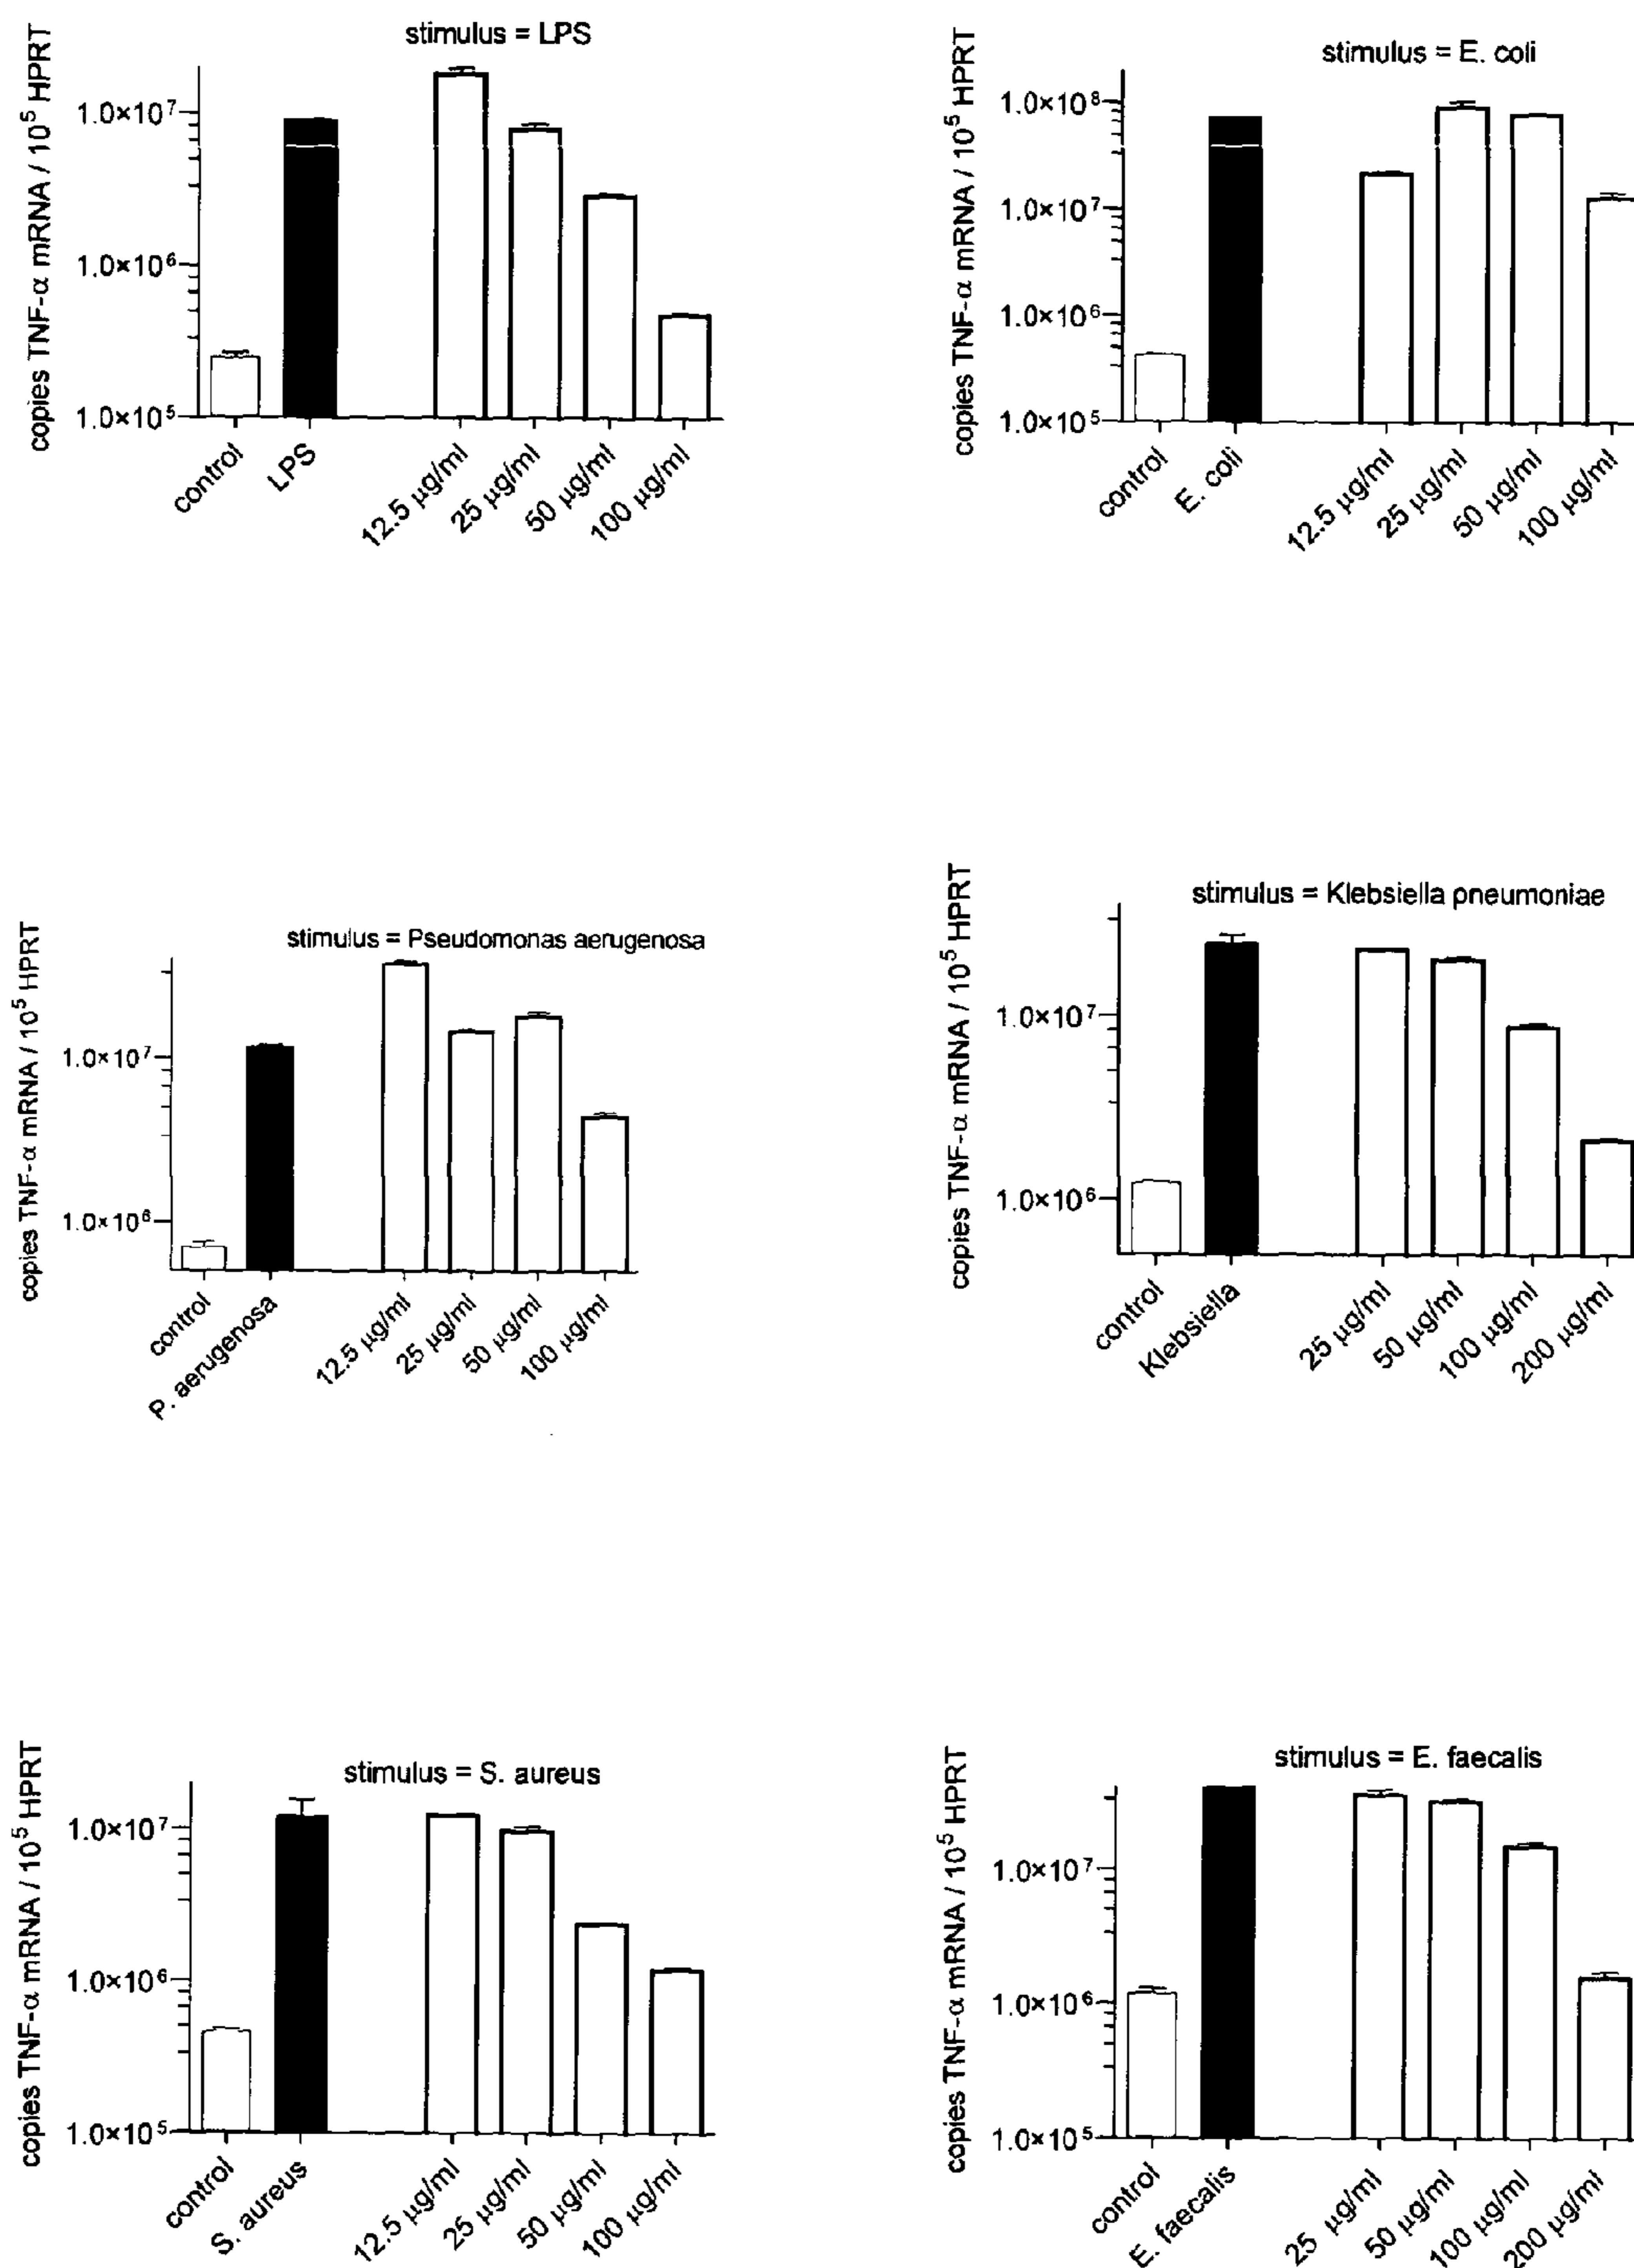 stimulus = LPS
copies TNF-α mRNA / 10⁵ HPRT
1.0×10⁷
1.0×10⁶
1.0×10⁵
control
LPS
12.5 µg/ml
25 µg/ml
50 µg/ml
100 µg/ml
stimulus = E. coli
copies TNF-α mRNA / 10⁵ HPRT
1.0×10⁸
1.0×10⁷
1.0×10⁶
1.0×10⁵
control
E. coli
12.5 µg/ml
25 µg/ml
50 µg/ml
100 µg/ml
stimulus = Pseudomonas aerugenosa
copies TNF-α mRNA / 10⁵ HPRT
1.0×10⁷
1.0×10⁶
control
P. aerugenosa
12.5 µg/ml
25 µg/ml
50 µg/ml
100 µg/ml
stimulus = Klebsiella pneumoniae
copies TNF-α mRNA / 10⁵ HPRT
1.0×10⁷
1.0×10⁶
control
Klebsiella
25 µg/ml
50 µg/ml
100 µg/ml
200 µg/ml
stimulus = S. aureus
copies TNF-α mRNA / 10⁵ HPRT
1.0×10⁷
1.0×10⁶
1.0×10⁵
control
S. aureus
12.5 µg/ml
25 µg/ml
50 µg/ml
100 µg/ml
stimulus = E. faecalis
copies TNF-α mRNA / 10⁵ HPRT
1.0×10⁷
1.0×10⁶
1.0×10⁵
control
E. faecalis
25 µg/ml
50 µg/ml
100 µg/ml
200 µg/ml